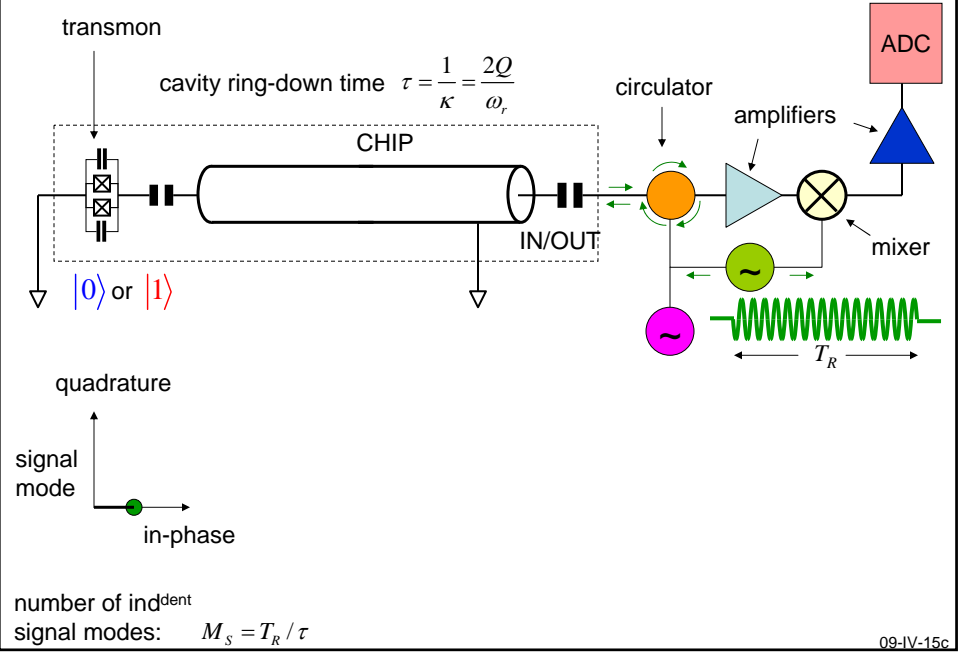 transmon
cavity ring-down time τ = 1/κ = 2Q/ω_r
circulator
amplifiers
ADC
CHIP
IN/OUT
mixer
|0⟩ or |1⟩
~
~
T_R
quadrature
signal
mode
in-phase
number of ind^dent
signal modes: M_S = T_R / τ
09-IV-15c